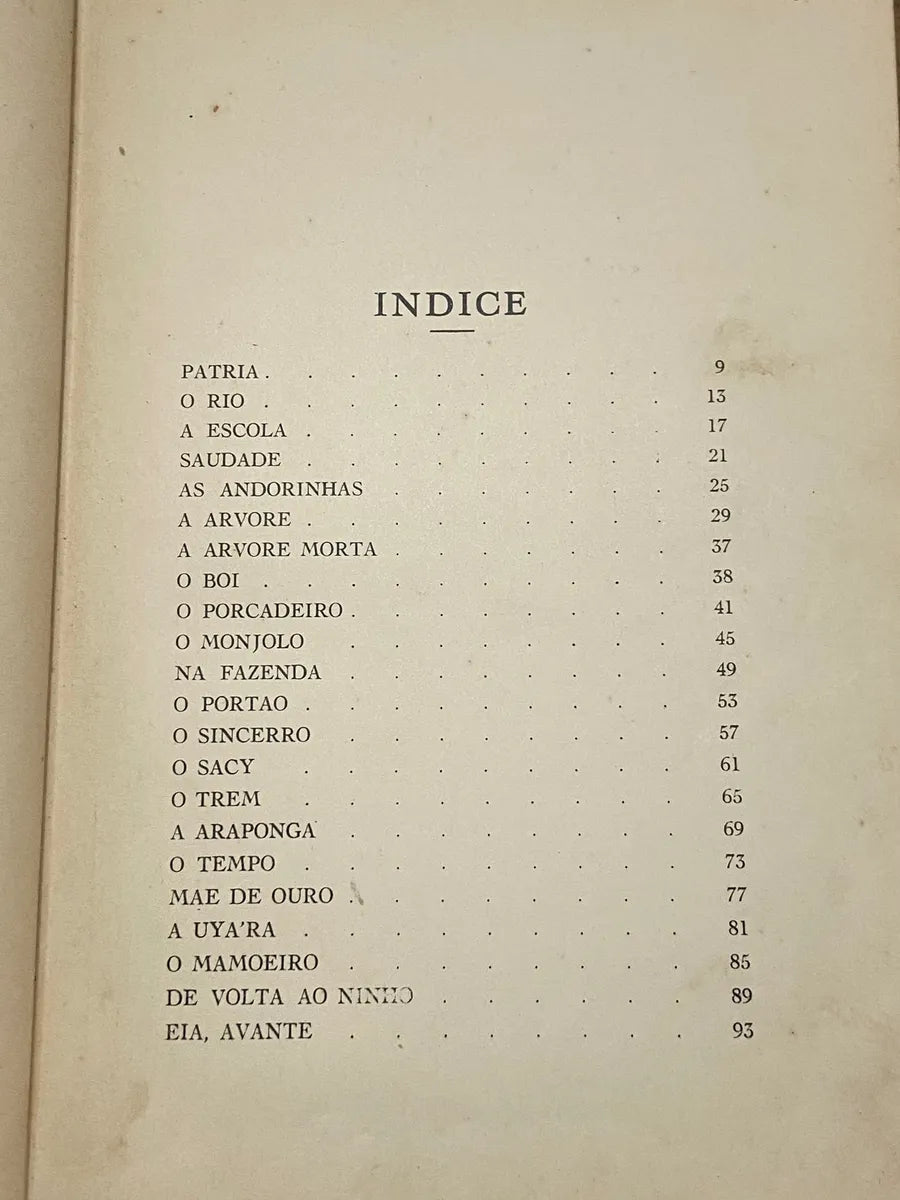 INDICE
PATRIA . . . . . . . . . . 9
O RIO . . . . . . . . . . 13
A ESCOLA . . . . . . . . . 17
SAUDADE . . . . . . . . . 21
AS ANDORINHAS . . . . . . . 25
A ARVORE . . . . . . . . . 29
A ARVORE MORTA . . . . . . . 37
O BOI . . . . . . . . . . 38
O PORCADEIRO . . . . . . . . 41
O MONJOLO . . . . . . . . 45
NA FAZENDA . . . . . . . . 49
O PORTAO . . . . . . . . . 53
O SINCERRO . . . . . . . . 57
O SACY . . . . . . . . . 61
O TREM . . . . . . . . . 65
A ARAPONGA . . . . . . . . 69
O TEMPO . . . . . . . . . 73
MAE DE OURO . . . . . . . . 77
A UYA'RA . . . . . . . . . 81
O MAMOEIRO . . . . . . . . 85
DE VOLTA AO NINHO . . . . . . 89
EIA, AVANTE . . . . . . . . 93